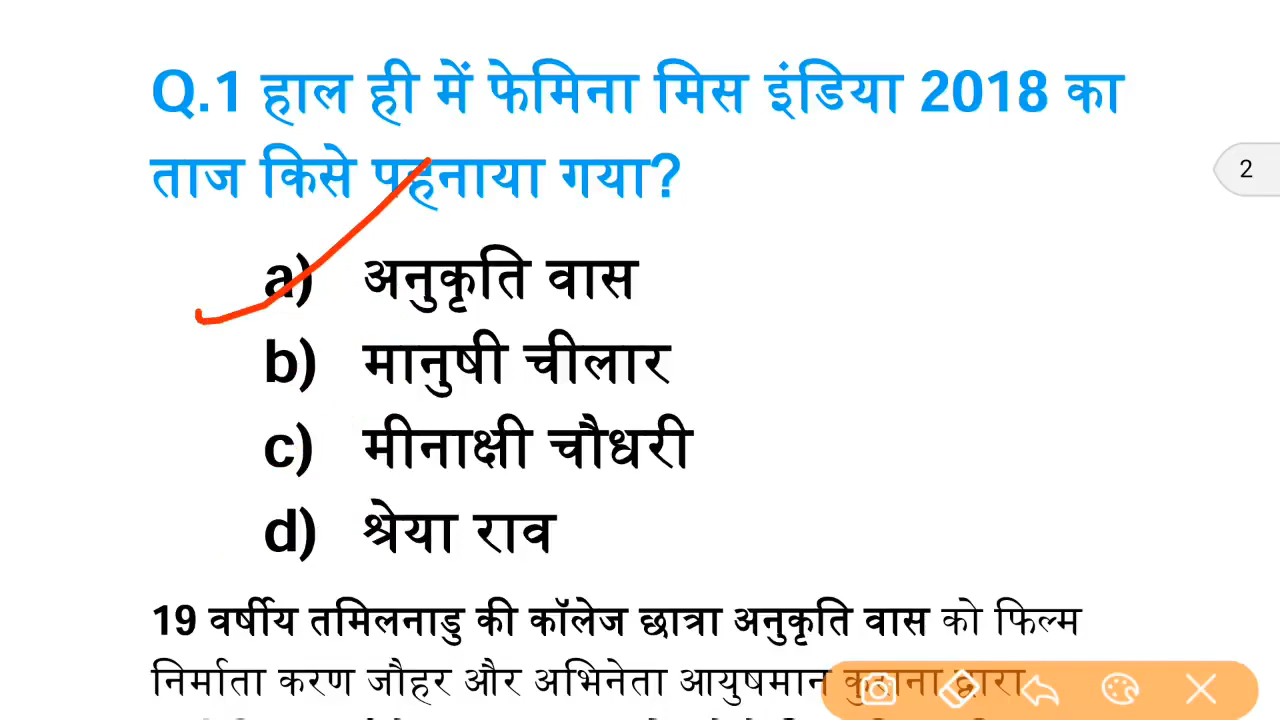 Q.1 हाल ही में फेमिना मिस इंडिया 2018 का
ताज किसे पहनाया गया?
2
a) अनुकृति वास
b) मानुषी चीलार
c) मीनाक्षी चौधरी
d) श्रेया राव
19 वर्षीय तमिलनाडु की कॉलेज छात्रा अनुकृति वास को फिल्म
निर्माता करण जौहर और अभिनेता आयुषमान कुराना द्वारा